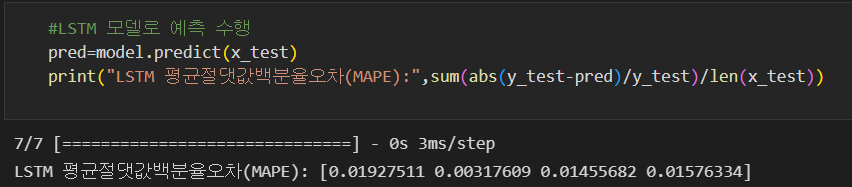 #LSTM 모델로 예측 수행
pred=model.predict(x_test)
print("LSTM 평균절댓값백분율오차(MAPE):",sum(abs(y_test-pred)/y_test)/len(x_test))
7/7 [==============================] - 0s 3ms/step
LSTM 평균절댓값백분율오차(MAPE): [0.01927511 0.00317609 0.01455682 0.01576334]